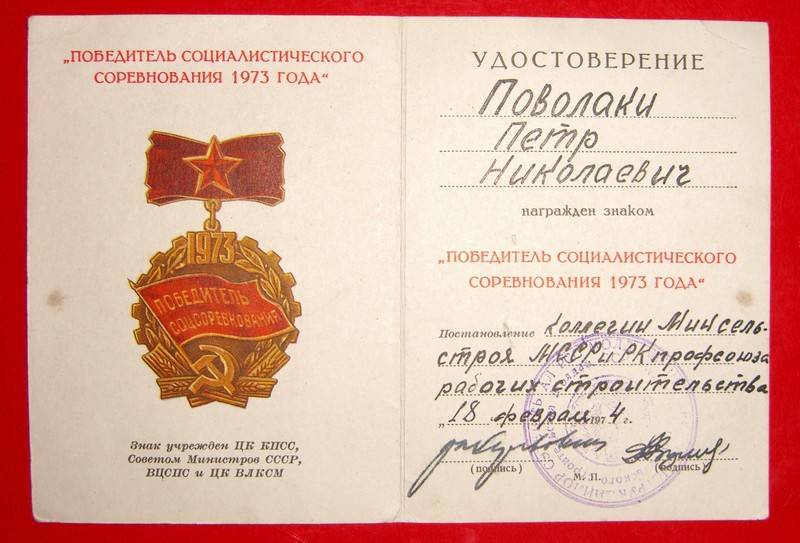 „ПОБЕДИТЕЛЬ СОЦИАЛИСТИЧЕСКОГО
СОРЕВНОВАНИЯ 1973 ГОДА“
1973
ПОБЕДИТЕЛЬ
СОЦСОРЕВНОВАНИЯ
Знак учрежден ЦК КПСС,
Советом Министров СССР,
ВЦСПС и ЦК ВЛКСМ
УДОСТОВЕРЕНИЕ
Поволаки
Петр
Николаевич
награжден знаком
„ПОБЕДИТЕЛЬ СОЦИАЛИСТИЧЕСКОГО
СОРЕВНОВАНИЯ 1973 ГОДА“
Постановление Коллегии Минсель-
строя МССР и РК профсоюза
рабочих строительства
„18 февраля 1974 г.
(подпись) М. П. (подпись)